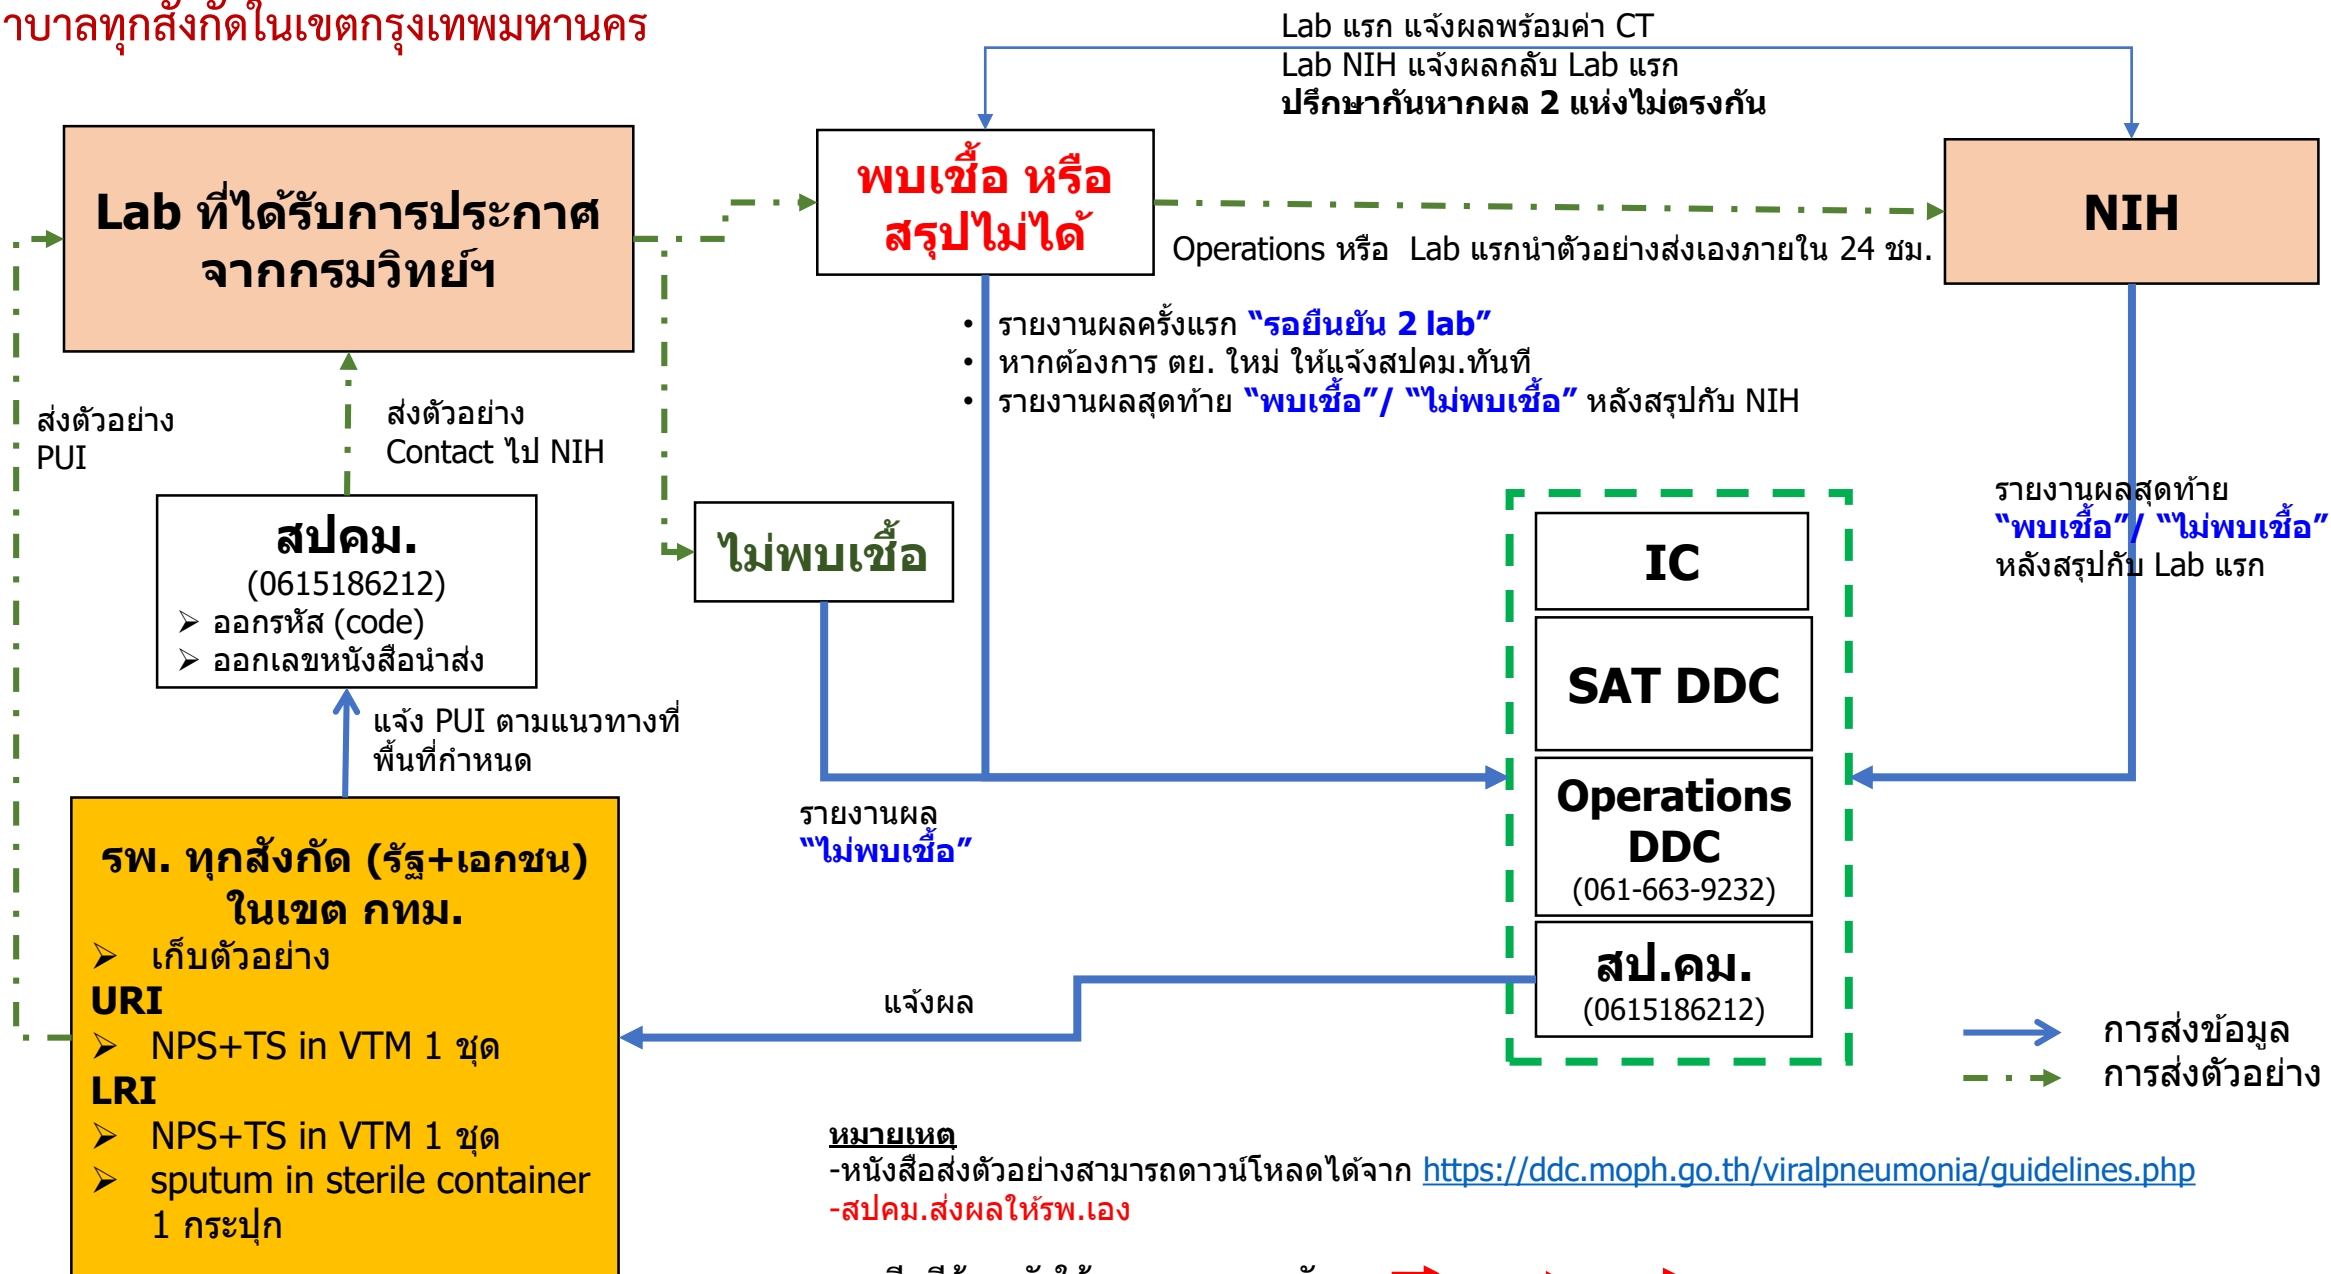 าบาลทุกสังกัดในเขตกรุงเทพมหานคร
Lab แรก แจ้งผลพร้อมค่า CT
Lab NIH แจ้งผลกลับ Lab แรก
ปรึกษากันหากผล 2 แห่งไม่ตรงกัน
Lab ที่ได้รับการประกาศ
จากกรมวิทย์ฯ
พบเชื้อ หรือ
สรุปไม่ได้
NIH
Operations หรือ Lab แรกนำตัวอย่างส่งเองภายใน 24 ชม.
• รายงานผลครั้งแรก “รอยืนยัน 2 lab”
• หากต้องการ ตย. ใหม่ ให้แจ้งสปคม.ทันที
• รายงานผลสุดท้าย “พบเชื้อ”/ “ไม่พบเชื้อ” หลังสรุปกับ NIH
ส่งตัวอย่าง
PUI
ส่งตัวอย่าง
Contact ไป NIH
สปคม.
(0615186212)
➢ ออกรหัส (code)
➢ ออกเลขหนังสือนำส่ง
ไม่พบเชื้อ
IC
SAT DDC
Operations
DDC
(061-663-9232)
สป.คม.
(0615186212)
รายงานผลสุดท้าย
“พบเชื้อ”/ “ไม่พบเชื้อ”
หลังสรุปกับ Lab แรก
แจ้ง PUI ตามแนวทางที่
พื้นที่กำหนด
รายงานผล
“ไม่พบเชื้อ”
รพ. ทุกสังกัด (รัฐ+เอกชน)
ในเขต กทม.
➢ เก็บตัวอย่าง
URI
➢ NPS+TS in VTM 1 ชุด
LRI
➢ NPS+TS in VTM 1 ชุด
➢ sputum in sterile container
1 กระปุก
แจ้งผล
การส่งข้อมูล
การส่งตัวอย่าง
หมายเหตุ
-หนังสือส่งตัวอย่างสามารถดาวน์โหลดได้จาก https://ddc.moph.go.th/viralpneumonia/guidelines.php
-สปคม.ส่งผลให้รพ.เอง